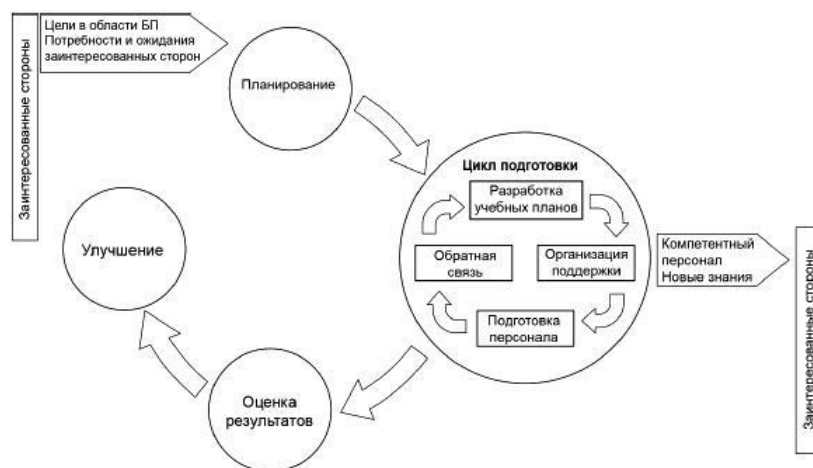 Заинтересованные стороны
Цели в области БП
Потребности и ожидания
заинтересованных сторон
Планирование
Цикл подготовки
Разработка
учебных планов
Обратная
связь
Организация
поддержки
Подготовка
персонала
Улучшение
Оценка
результатов
Компетентный
персонал
Новые знания
Заинтересованные стороны